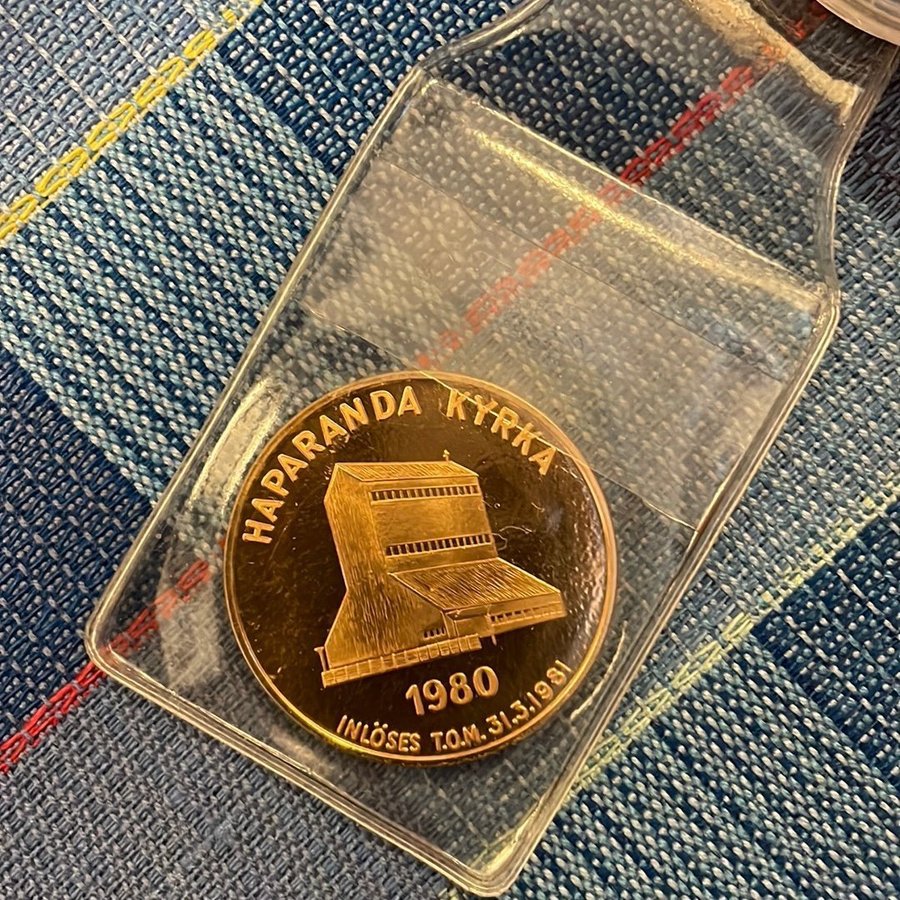 HAPARANDA KYRKA
1980
INLÖSES T.O.M. 31.3.1981